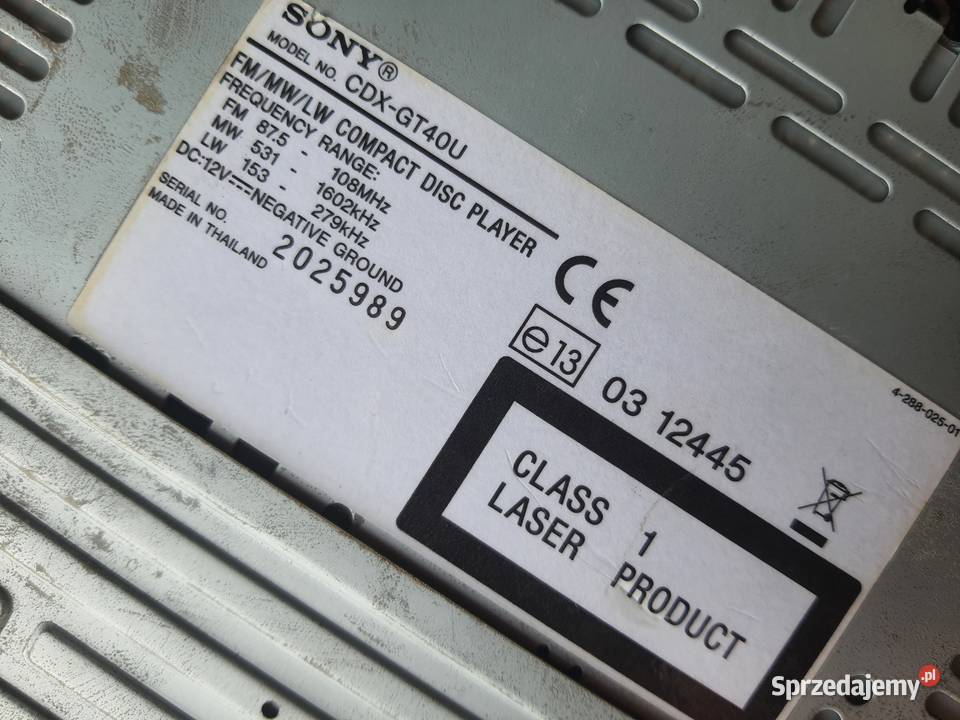 SONY®
MODEL NO. CDX-GT40U
FM/MW/LW COMPACT DISC PLAYER
FREQUENCY RANGE:
FM 87.5 - 108MHz
MW 531 - 1602kHz
LW 153 - 279kHz
DC:12V⎓NEGATIVE GROUND
SERIAL NO. 2025989
MADE IN THAILAND
CE
e13 03 12445
4-288-025-01
CLASS 1
LASER PRODUCT
Sprzedajemy.pl